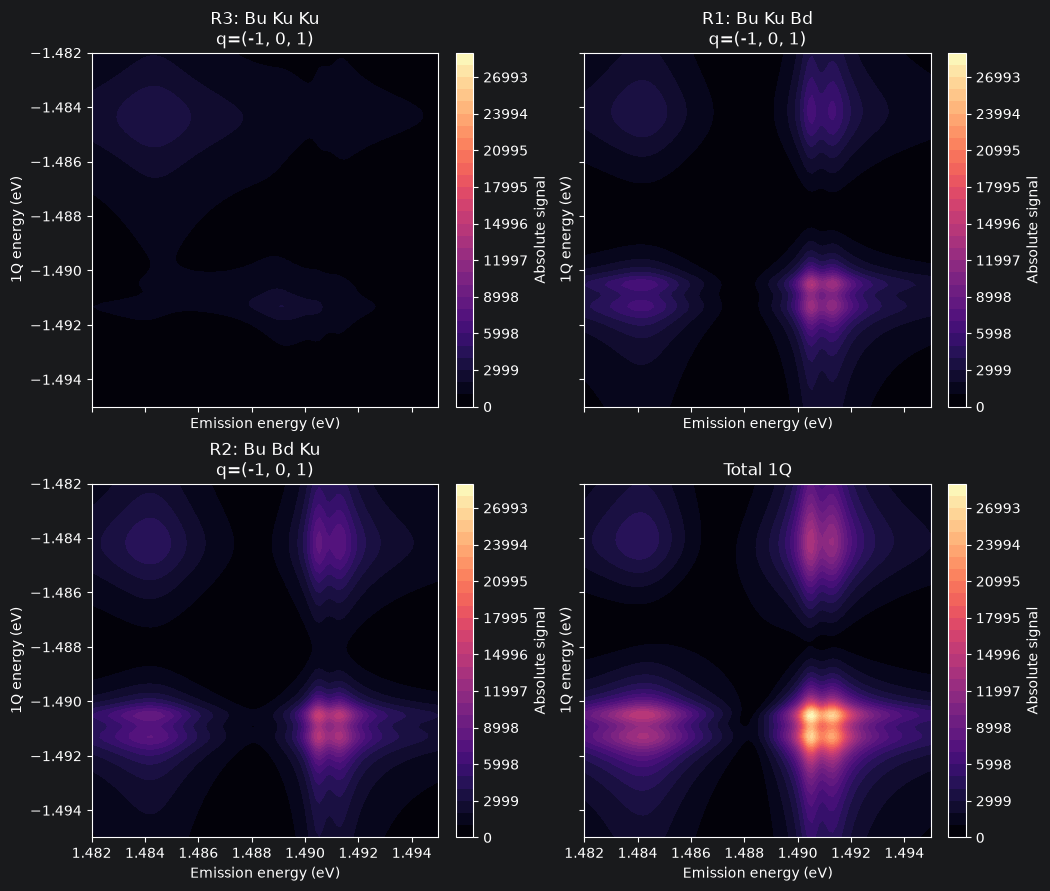 R3: Bu Ku Ku
q=(-1, 0, 1)
−1.482
−1.484
−1.486
−1.488
−1.490
−1.492
−1.494
1Q energy (eV)
Emission energy (eV)
26993
23994
20995
17995
14996
11997
8998
5998
2999
0
Absolute signal
R1: Bu Ku Bd
q=(-1, 0, 1)
1Q energy (eV)
Emission energy (eV)
26993
23994
20995
17995
14996
11997
8998
5998
2999
0
Absolute signal
R2: Bu Bd Ku
q=(-1, 0, 1)
−1.482
−1.484
−1.486
−1.488
−1.490
−1.492
−1.494
1Q energy (eV)
1.482 1.484 1.486 1.488 1.490 1.492 1.494
Emission energy (eV)
26993
23994
20995
17995
14996
11997
8998
5998
2999
0
Absolute signal
Total 1Q
1Q energy (eV)
1.482 1.484 1.486 1.488 1.490 1.492 1.494
Emission energy (eV)
26993
23994
20995
17995
14996
11997
8998
5998
2999
0
Absolute signal